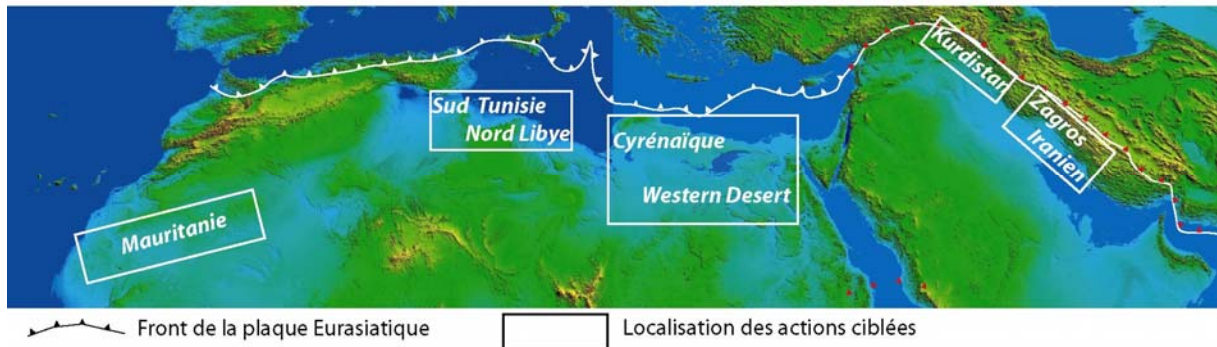 Kurdistan
Zagros
Iranien
Sud Tunisie
Nord Libye
Cyrénaïque
Western Desert
Mauritanie
Front de la plaque Eurasiatique
Localisation des actions ciblées